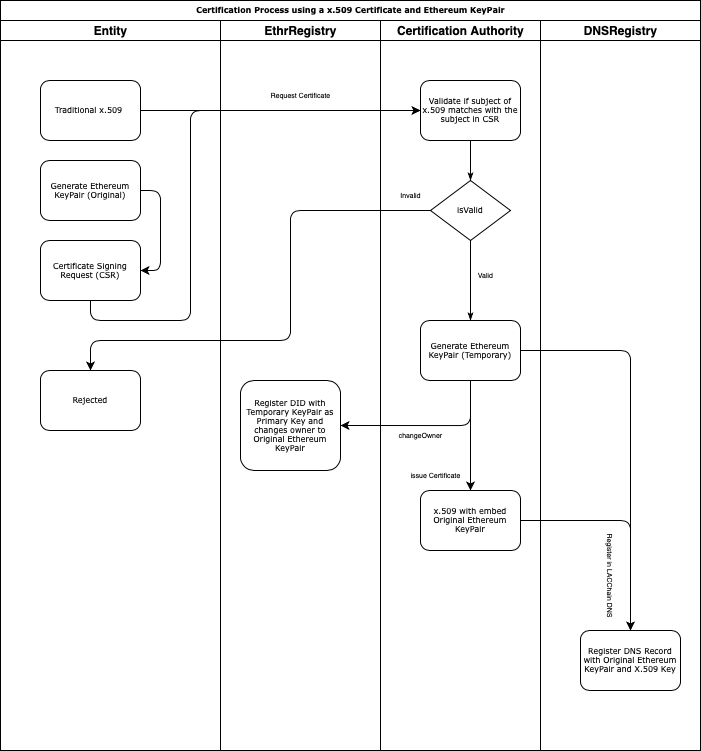 Certification Process using a x.509 Certificate and Ethereum KeyPair
Entity
EthrRegistry
Certification Authority
DNSRegistry
Traditional x.509
Request Certificate
Validate if subject of
x.509 matches with the
subject in CSR
Generate Ethereum
KeyPair (Original)
Invalid
isValid
Certificate Signing
Request (CSR)
Valid
Generate Ethereum
KeyPair (Temporary)
Rejected
Register DID with
Temporary KeyPair as
Primary Key and
changes owner to
Original Ethereum
KeyPair
changeOwner
issue Certificate
x.509 with embed
Original Ethereum
KeyPair
Register in LACChain DNS
Register DNS Record
with Original Ethereum
KeyPair and X.509 Key